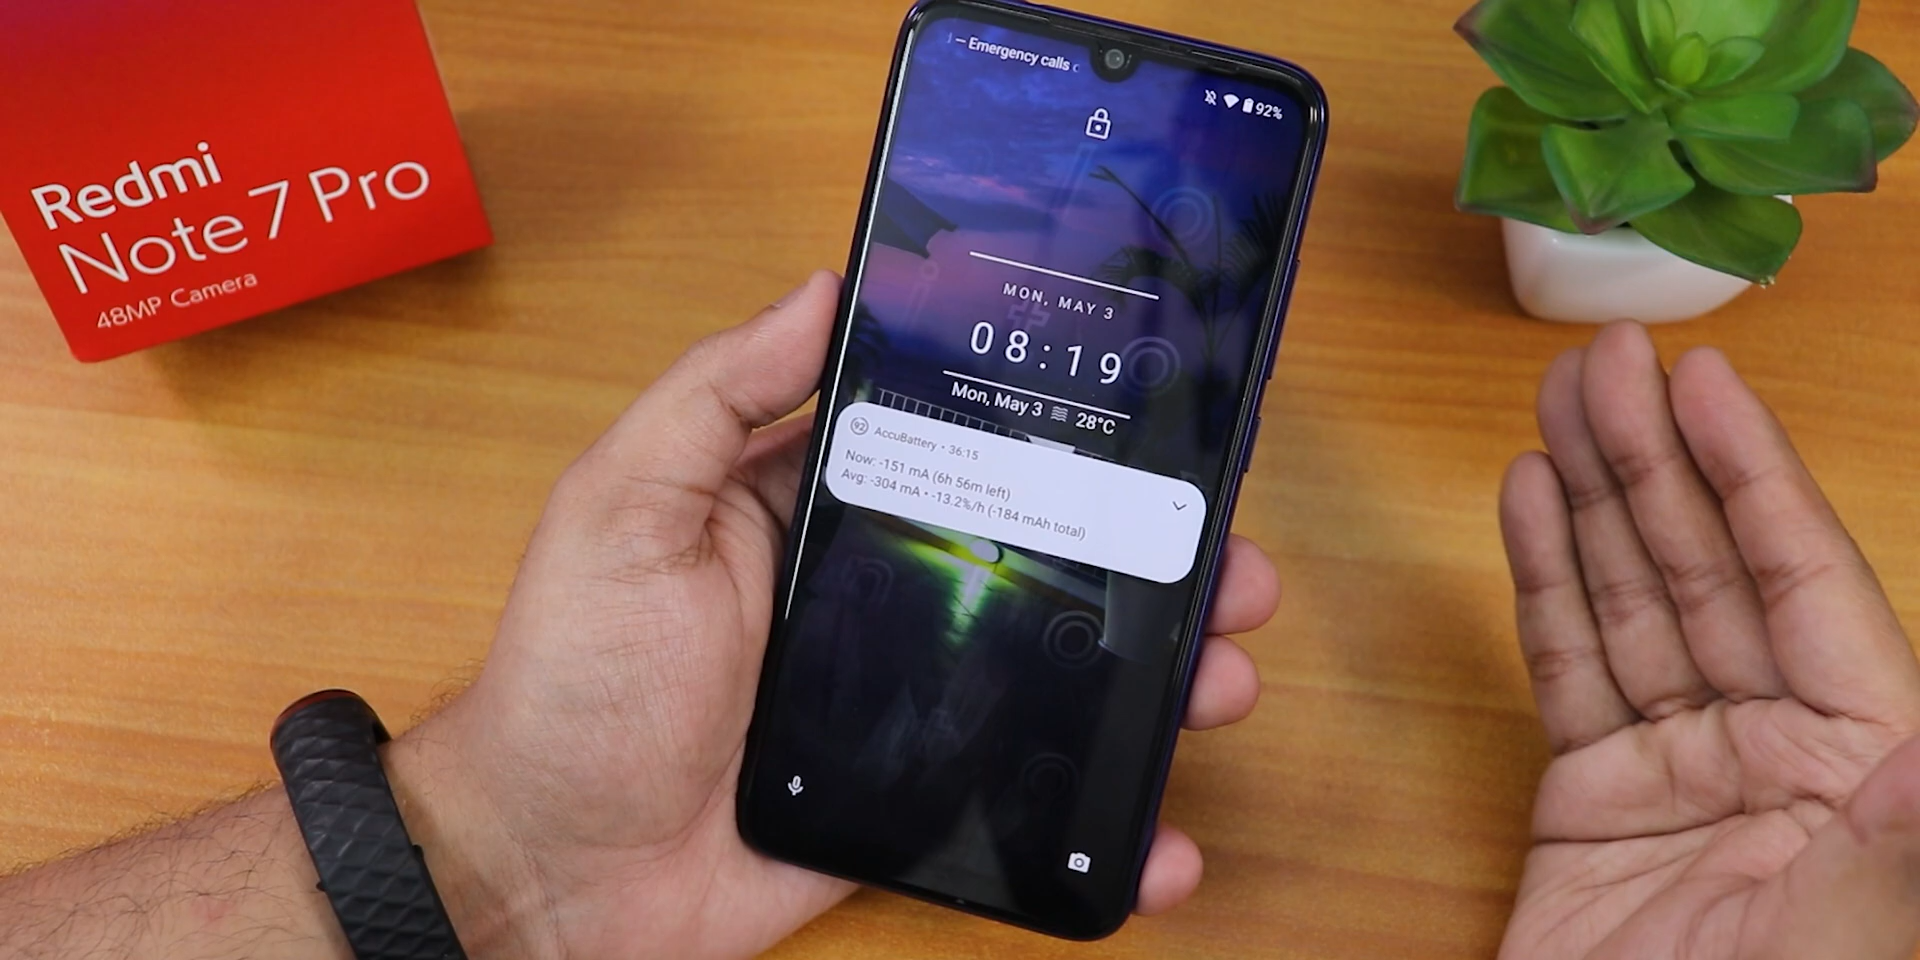 Redmi
Note 7 Pro
48MP Camera
— Emergency calls
92%
MON, MAY 3
08:19
Mon, May 3 28°C
92 AccuBattery • 36:15
Now: -151 mA (6h 56m left)
Avg: -304 mA • -13.2%/h (-184 mAh total)